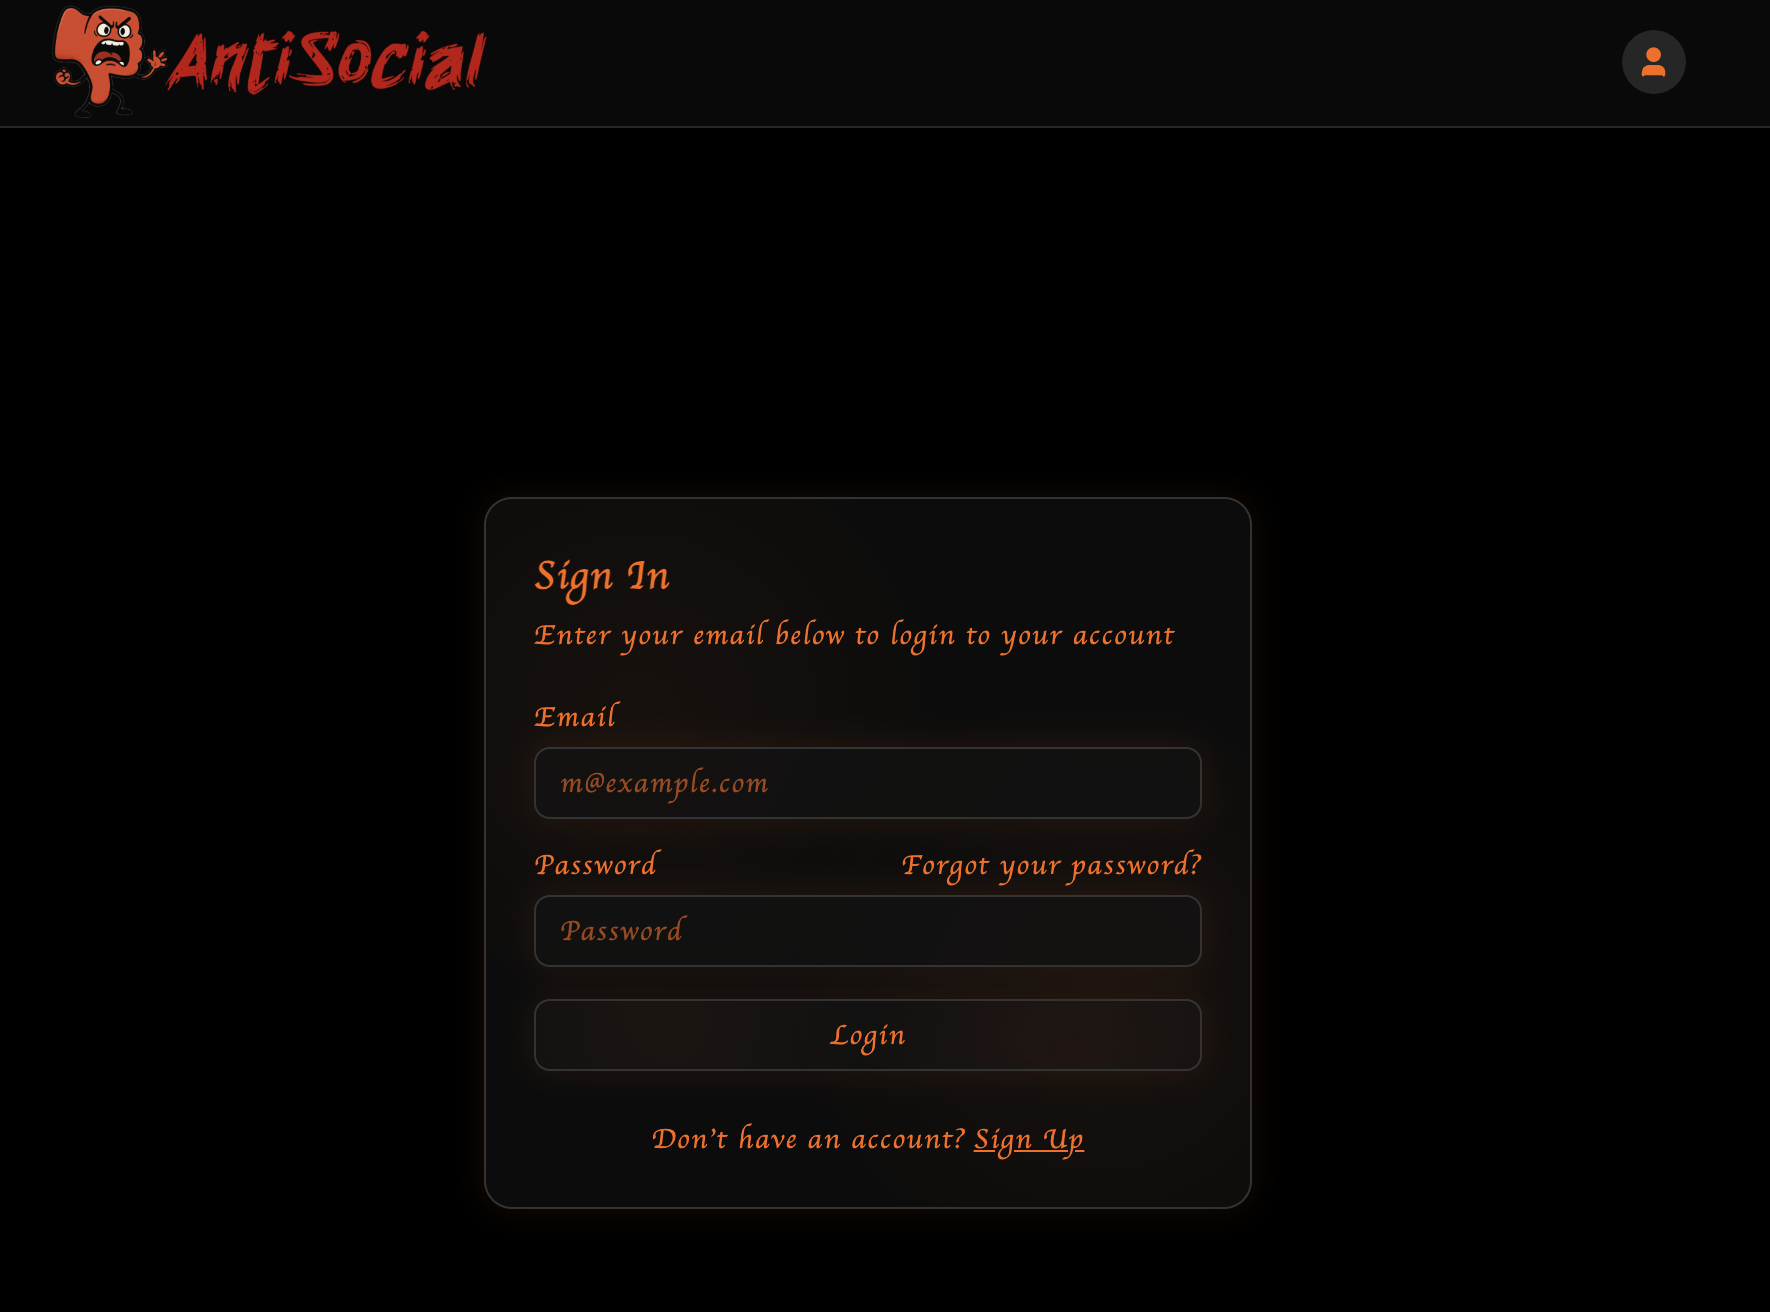 AntiSocial
Sign In
Enter your email below to login to your account
Email
m@example.com
Password
Forgot your password?
Password
Login
Don't have an account? Sign Up